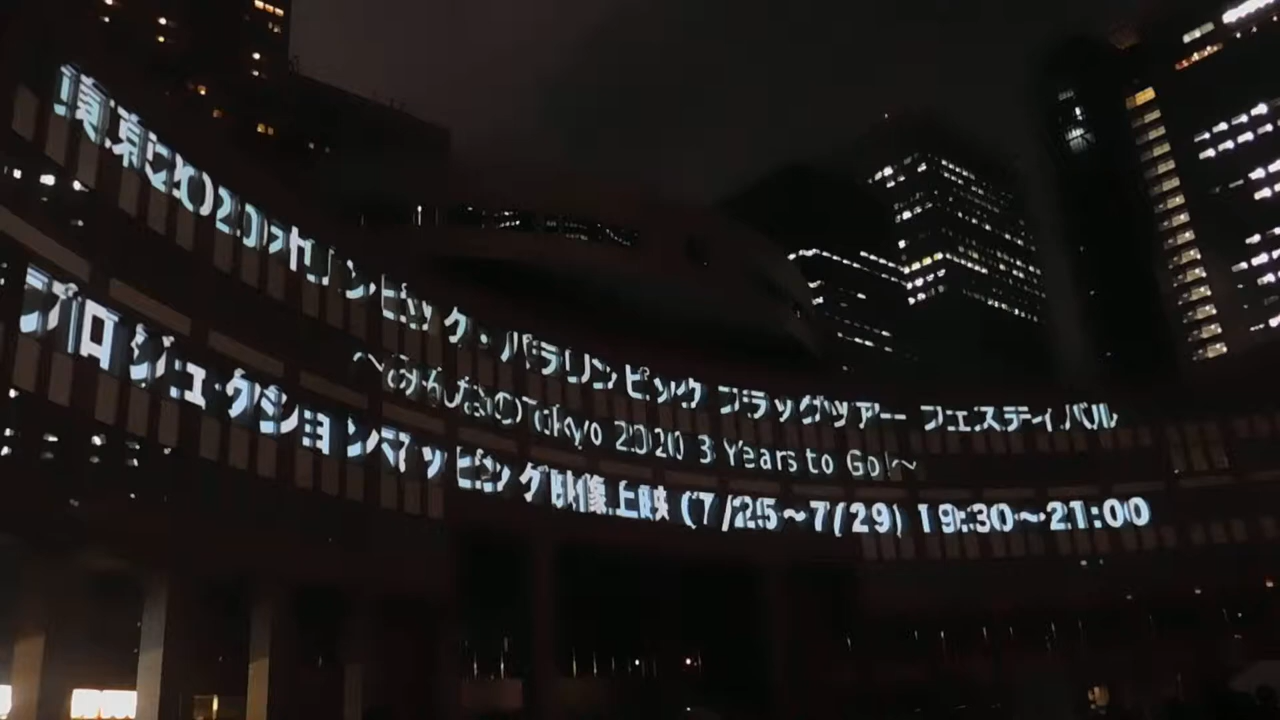 東京2020オリンピック・パラリンピック フラッグツアー フェスティバル
～みんなのTokyo 2020 3 Years to Go!～
プロジェクションマッピング映像上映 (7/25～7/29) 19:30～21:00